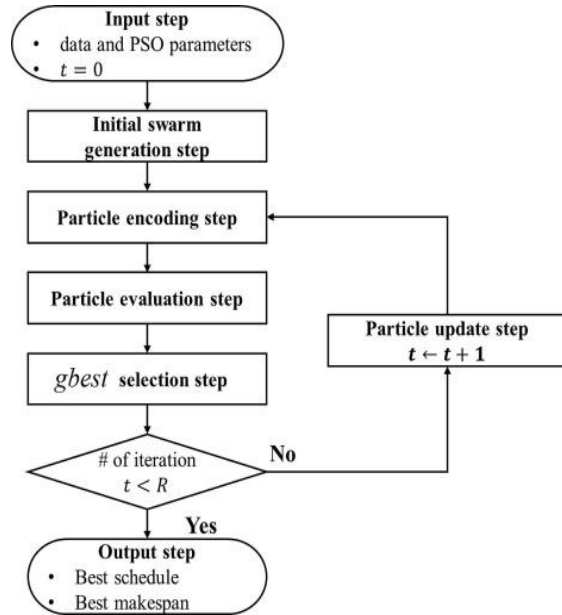 Input step
• data and PSO parameters
• t = 0
Initial swarm
generation step
Particle encoding step
Particle evaluation step
Particle update step
t ← t + 1
gbest selection step
# of iteration
t < R
No
Yes
Output step
• Best schedule
• Best makespan